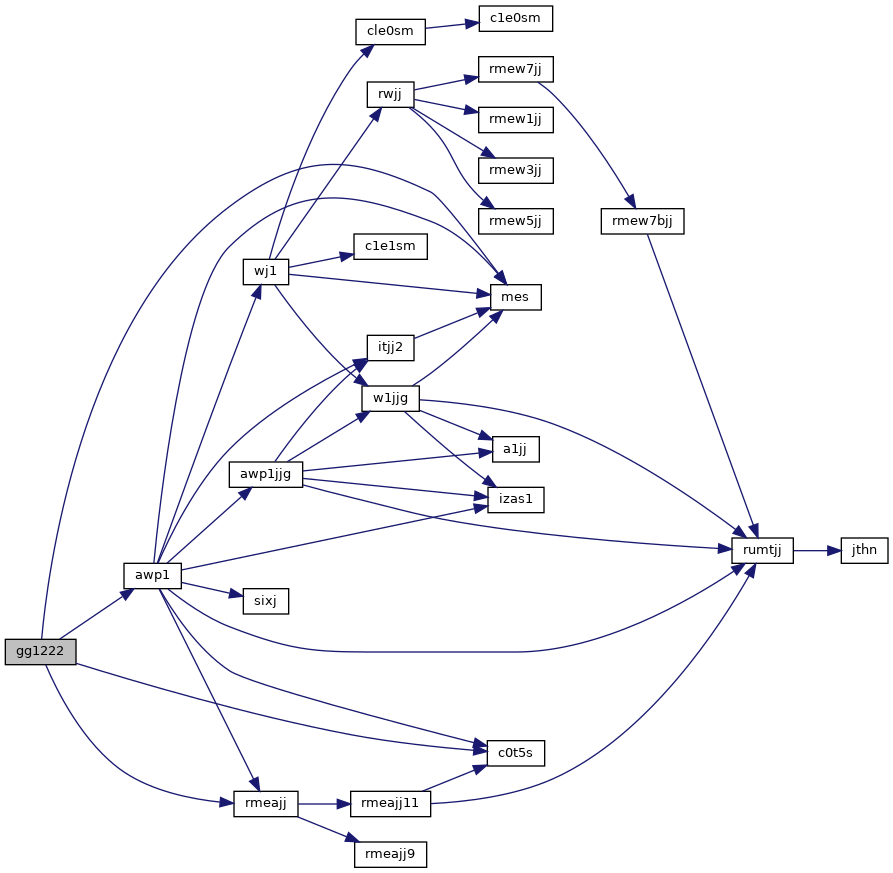 cle0sm
c1e0sm
rmew7jj
rwjj
rmew1jj
rmew3jj
rmew5jj
rmew7bjj
c1e1sm
wj1
mes
itjj2
w1jjg
a1jj
awp1jjg
izas1
rumtjj
jthn
awp1
sixj
gg1222
c0t5s
rmeajj
rmeajj11
rmeajj9